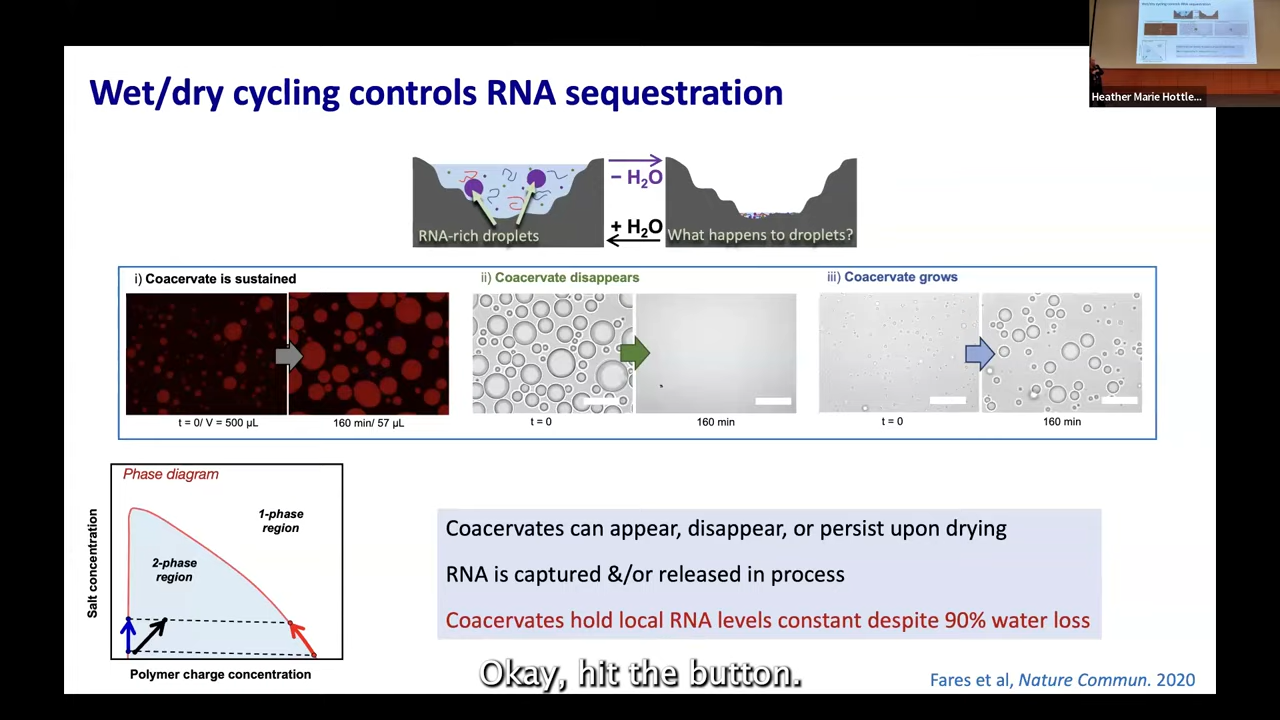 Wet/dry cycling controls RNA sequestration
Heather Marie Hottle...
− H₂O
+ H₂O
RNA-rich droplets
What happens to droplets?
i) Coacervate is sustained
ii) Coacervate disappears
iii) Coacervate grows
t = 0/ V = 500 µL
160 min/ 57 µL
t = 0
160 min
t = 0
160 min
Phase diagram
1-phase
region
2-phase
region
Salt concentration
Polymer charge concentration
Coacervates can appear, disappear, or persist upon drying
RNA is captured &/or released in process
Coacervates hold local RNA levels constant despite 90% water loss
Okay, hit the button.
Fares et al, Nature Commun. 2020